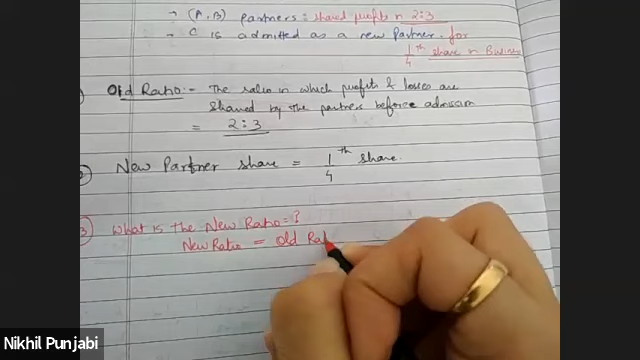 → (A, B) partners : shared profits in 2:3
→ C is admitted as a new Partner. for
1/4 th share in Business
Old Ratio:- The ratio in which profits & losses are
shared by the partners before admission
= 2:3
New Partner share = 1/4 th share.
What is the New Ratio=?
New Ratio = Old Rat
Nikhil Punjabi